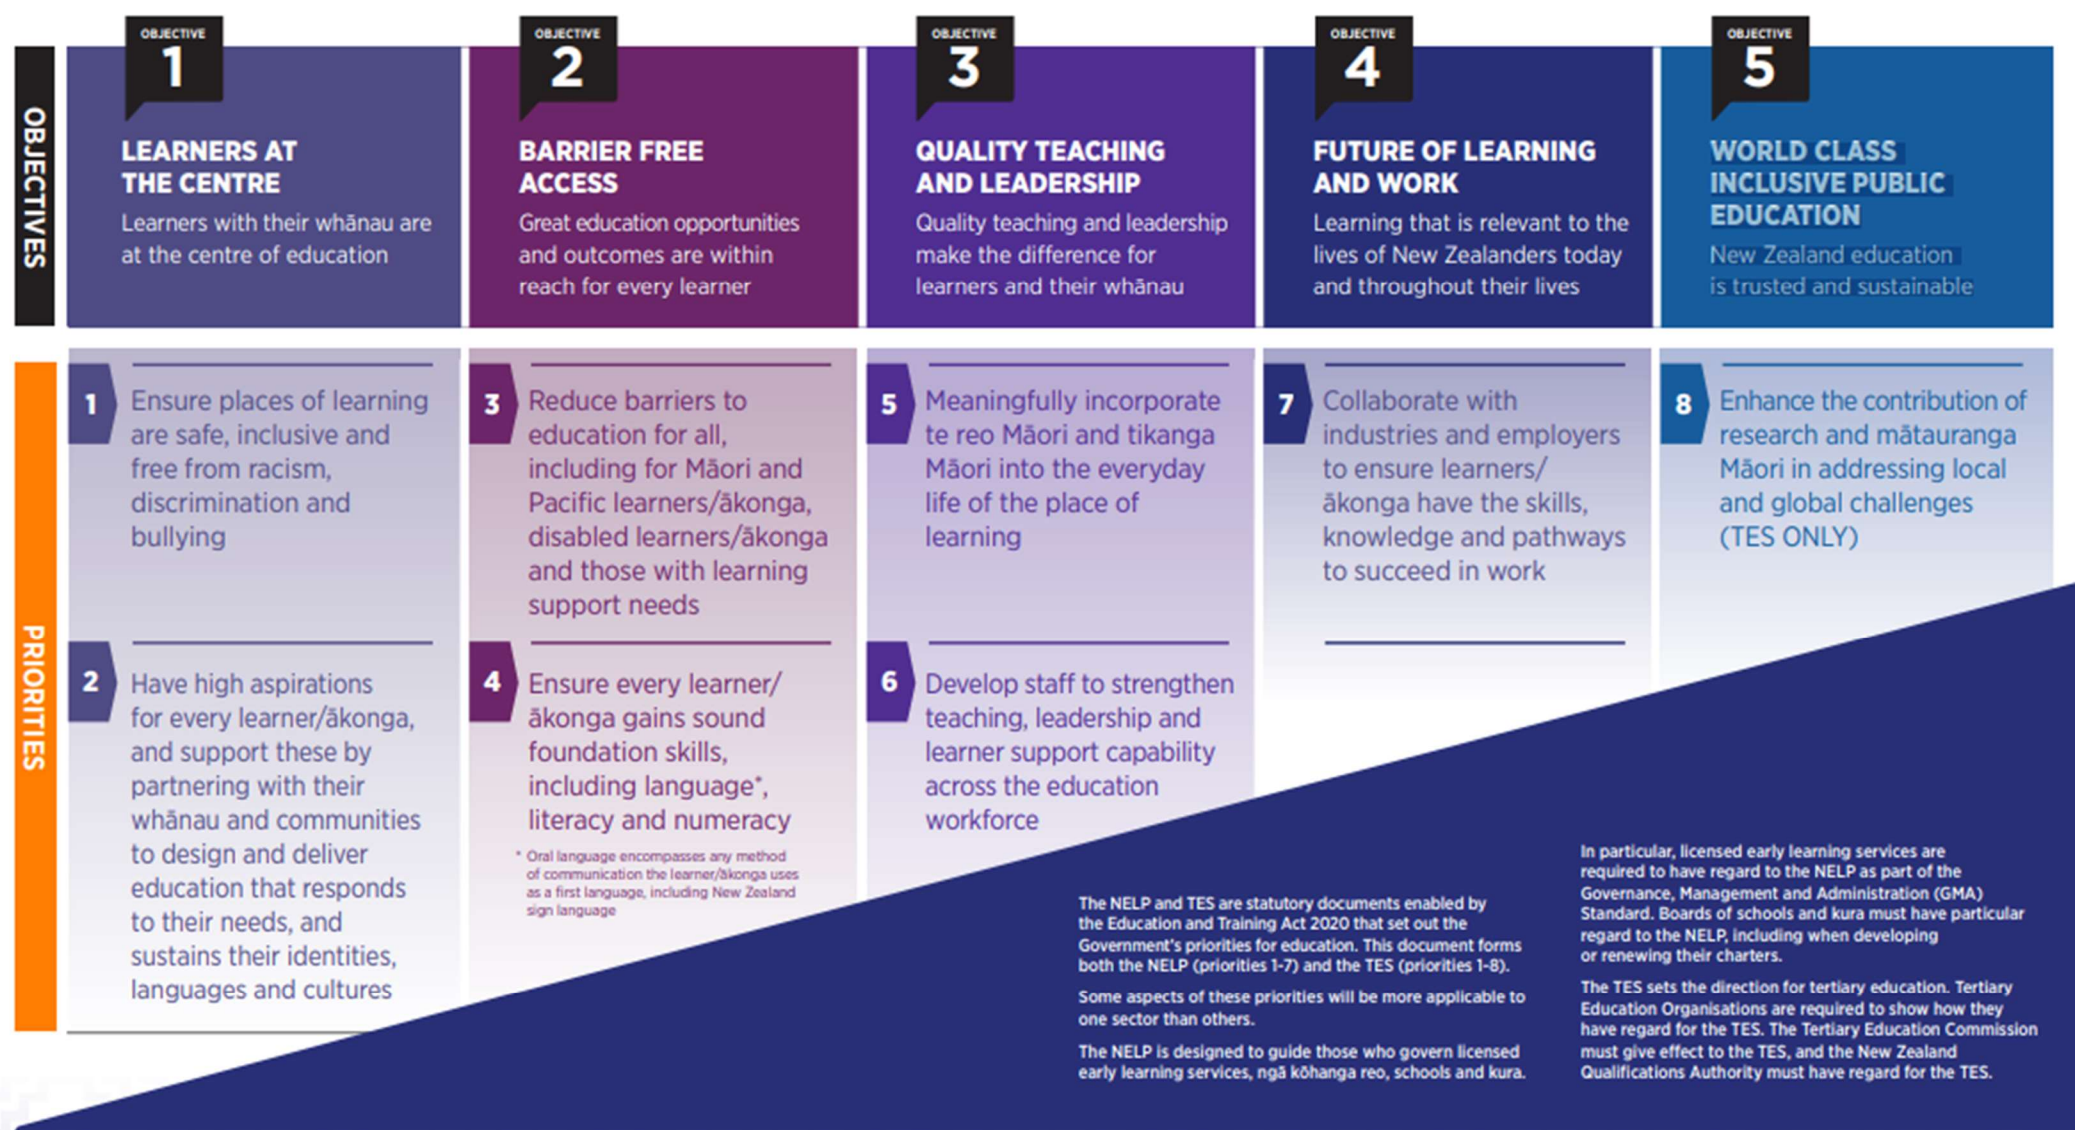 OBJECTIVES
OBJECTIVE
1
LEARNERS AT
THE CENTRE
Learners with their whānau are
at the centre of education
OBJECTIVE
2
BARRIER FREE
ACCESS
Great education opportunities
and outcomes are within
reach for every learner
OBJECTIVE
3
QUALITY TEACHING
AND LEADERSHIP
Quality teaching and leadership
make the difference for
learners and their whānau
OBJECTIVE
4
FUTURE OF LEARNING
AND WORK
Learning that is relevant to the
lives of New Zealanders today
and throughout their lives
OBJECTIVE
5
WORLD CLASS
INCLUSIVE PUBLIC
EDUCATION
New Zealand education
is trusted and sustainable
PRIORITIES
1
Ensure places of learning
are safe, inclusive and
free from racism,
discrimination and
bullying
2
Have high aspirations
for every learner/ākonga,
and support these by
partnering with their
whānau and communities
to design and deliver
education that responds
to their needs, and
sustains their identities,
languages and cultures
3
Reduce barriers to
education for all,
including for Māori and
Pacific learners/ākonga,
disabled learners/ākonga
and those with learning
support needs
4
Ensure every learner/
ākonga gains sound
foundation skills,
including language*,
literacy and numeracy
* Oral language encompasses any method
of communication the learner/ākonga uses
as a first language, including New Zealand
sign language
5
Meaningfully incorporate
te reo Māori and tikanga
Māori into the everyday
life of the place of
learning
6
Develop staff to strengthen
teaching, leadership and
learner support capability
across the education
workforce
7
Collaborate with
industries and employers
to ensure learners/
ākonga have the skills,
knowledge and pathways
to succeed in work
8
Enhance the contribution of
research and mātauranga
Māori in addressing local
and global challenges
(TES ONLY)
The NELP and TES are statutory documents enabled by
the Education and Training Act 2020 that set out the
Government's priorities for education. This document forms
both the NELP (priorities 1-7) and the TES (priorities 1-8).
Some aspects of these priorities will be more applicable to
one sector than others.
The NELP is designed to guide those who govern licensed
early learning services, ngā kōhanga reo, schools and kura.
In particular, licensed early learning services are
required to have regard to the NELP as part of the
Governance, Management and Administration (GMA)
Standard. Boards of schools and kura must have particular
regard to the NELP, including when developing
or renewing their charters.
The TES sets the direction for tertiary education. Tertiary
Education Organisations are required to show how they
have regard for the TES. The Tertiary Education Commission
must give effect to the TES, and the New Zealand
Qualifications Authority must have regard for the TES.